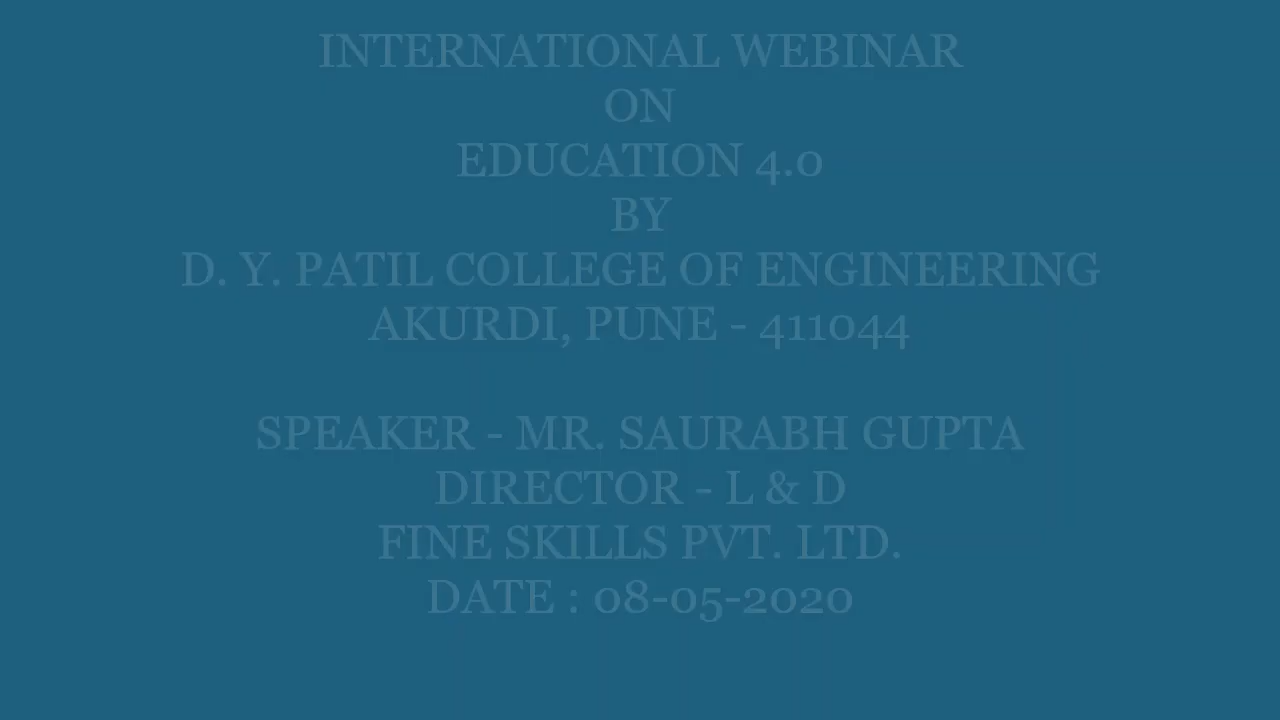 INTERNATIONAL WEBINAR
ON
EDUCATION 4.0
BY
D. Y. PATIL COLLEGE OF ENGINEERING
AKURDI, PUNE - 411044
SPEAKER - MR. SAURABH GUPTA
DIRECTOR - L & D
FINE SKILLS PVT. LTD.
DATE : 08-05-2020